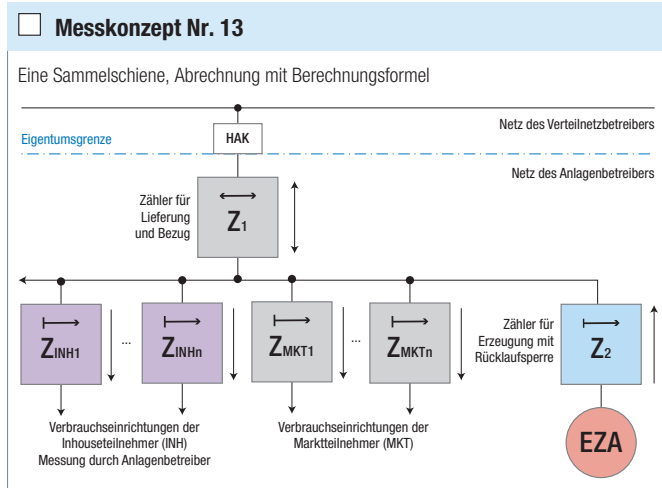 Messkonzept Nr. 13
Eine Sammelschiene, Abrechnung mit Berechnungsformel
Netz des Verteilnetzbetreibers
Eigentumsgrenze
HAK
Netz des Anlagenbetreibers
Zähler für
Lieferung
und Bezug
Z1
ZINH1
...
ZINHn
ZMKT1
...
ZMKTn
Zähler für
Erzeugung mit
Rücklaufsperre
Z2
Verbrauchseinrichtungen der
Inhouseteilnehmer (INH)
Messung durch Anlagenbetreiber
Verbrauchseinrichtungen der
Marktteilnehmer (MKT)
EZA